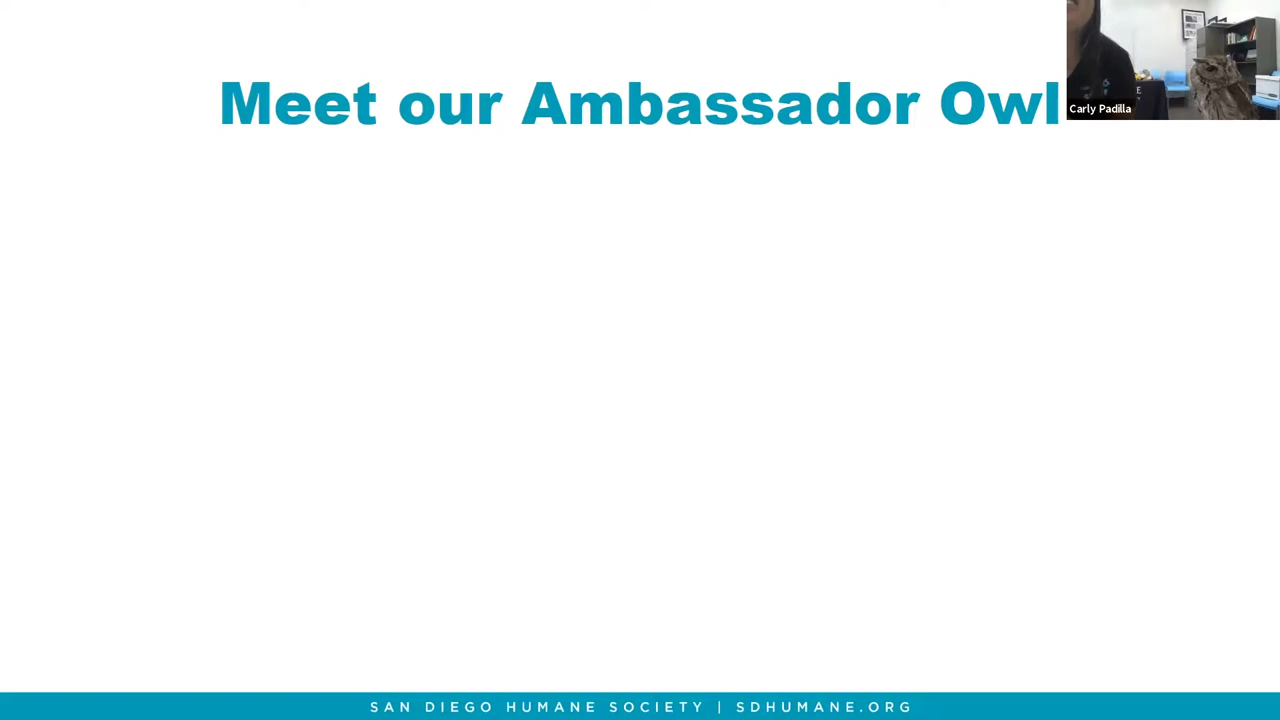 Meet our Ambassador Owl
Carly Padilla
SAN DIEGO HUMANE SOCIETY | SDHUMANE.ORG